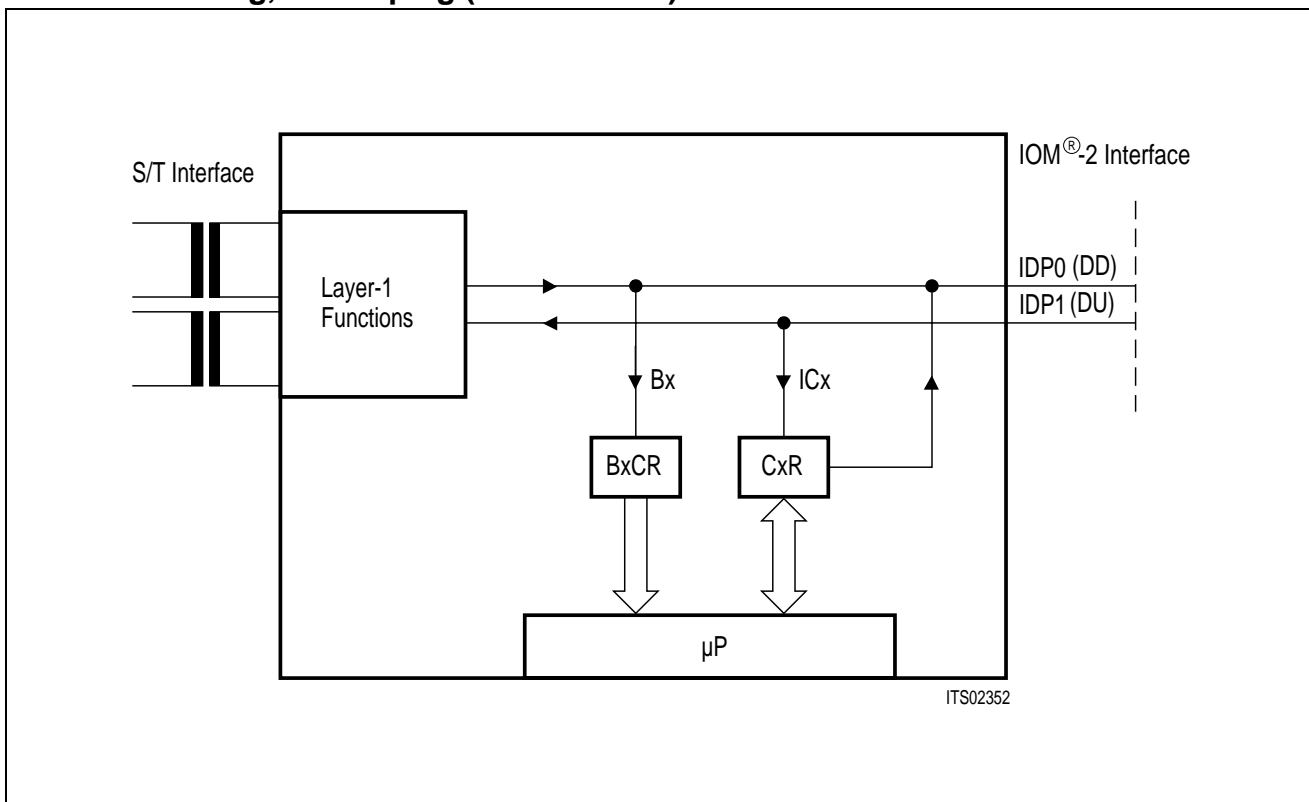 S/T Interface
IOM®-2 Interface
Layer-1
Functions
IDP0 (DD)
IDP1 (DU)
Bx
ICx
BxCR
CxR
µP
ITS02352